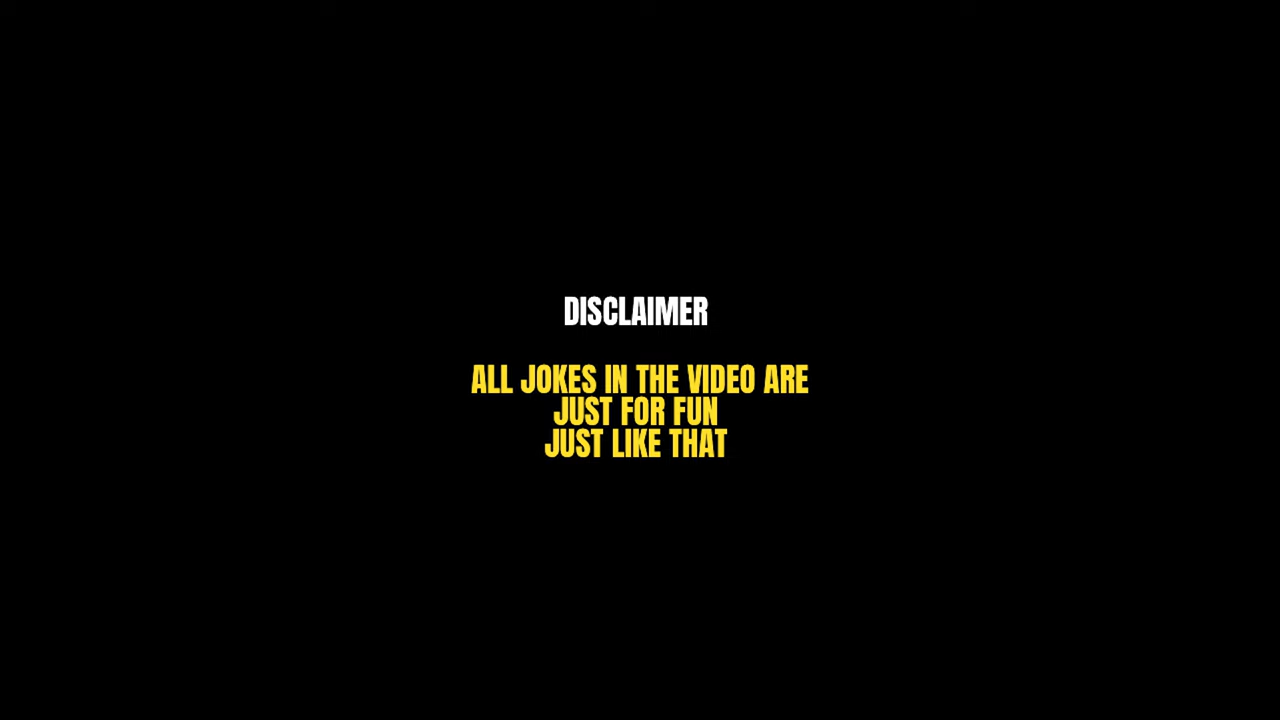 DISCLAIMER
ALL JOKES IN THE VIDEO ARE
JUST FOR FUN
JUST LIKE THAT